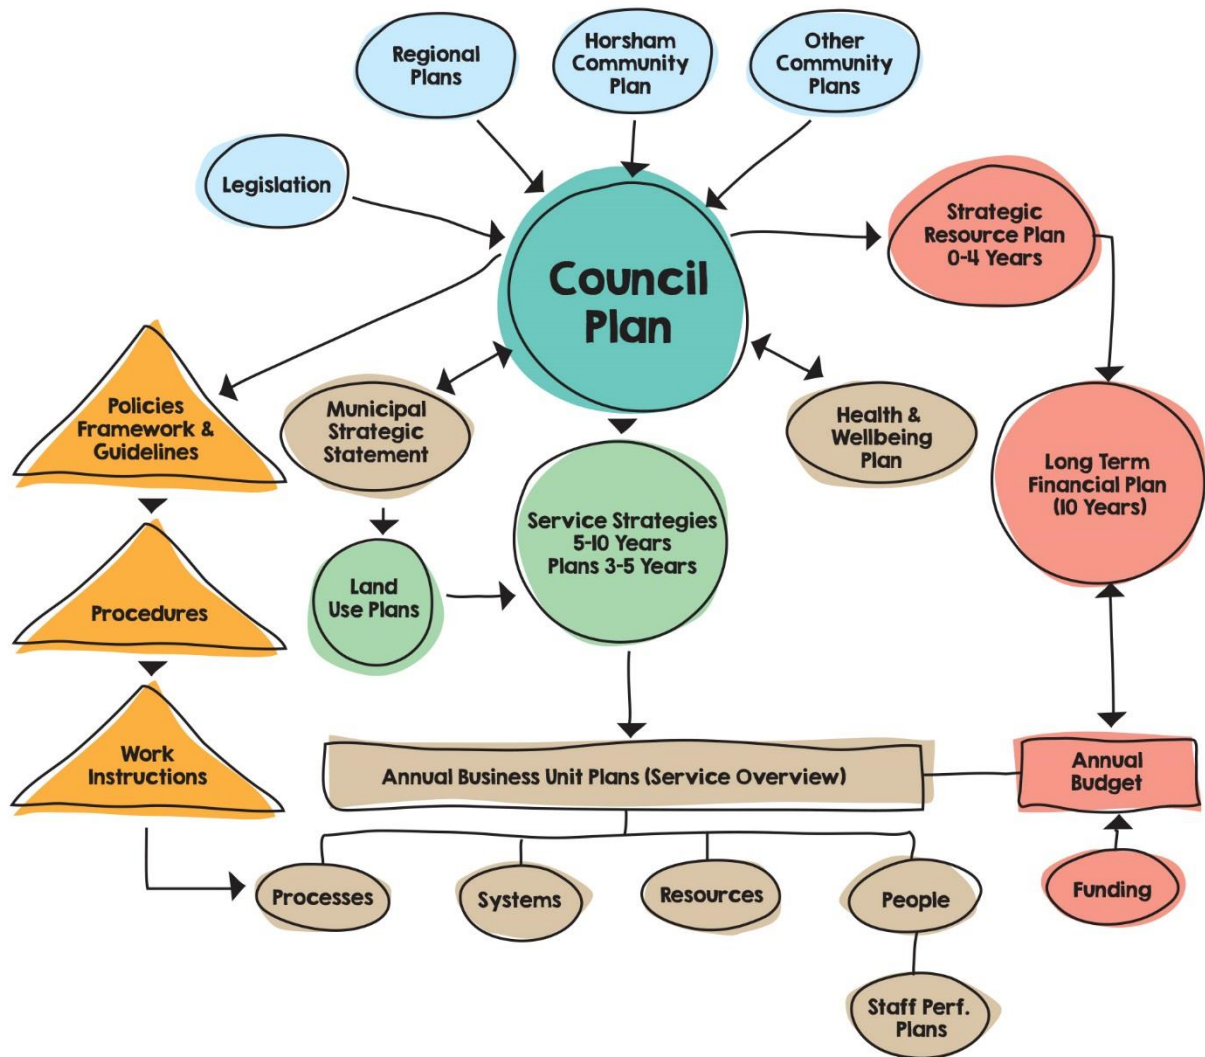 Regional
Plans
Horsham
Community
Plan
Other
Community
Plans
Legislation
Strategic
Resource Plan
0-4 Years
Council
Plan
Policies
Framework &
Guidelines
Municipal
Strategic
Statement
Health &
Wellbeing
Plan
Long Term
Financial Plan
(10 Years)
Service Strategies
5-10 Years
Plans 3-5 Years
Land
Use Plans
Procedures
Work
Instructions
Annual Business Unit Plans (Service Overview)
Annual
Budget
Processes
Systems
Resources
People
Funding
Staff Perf.
Plans